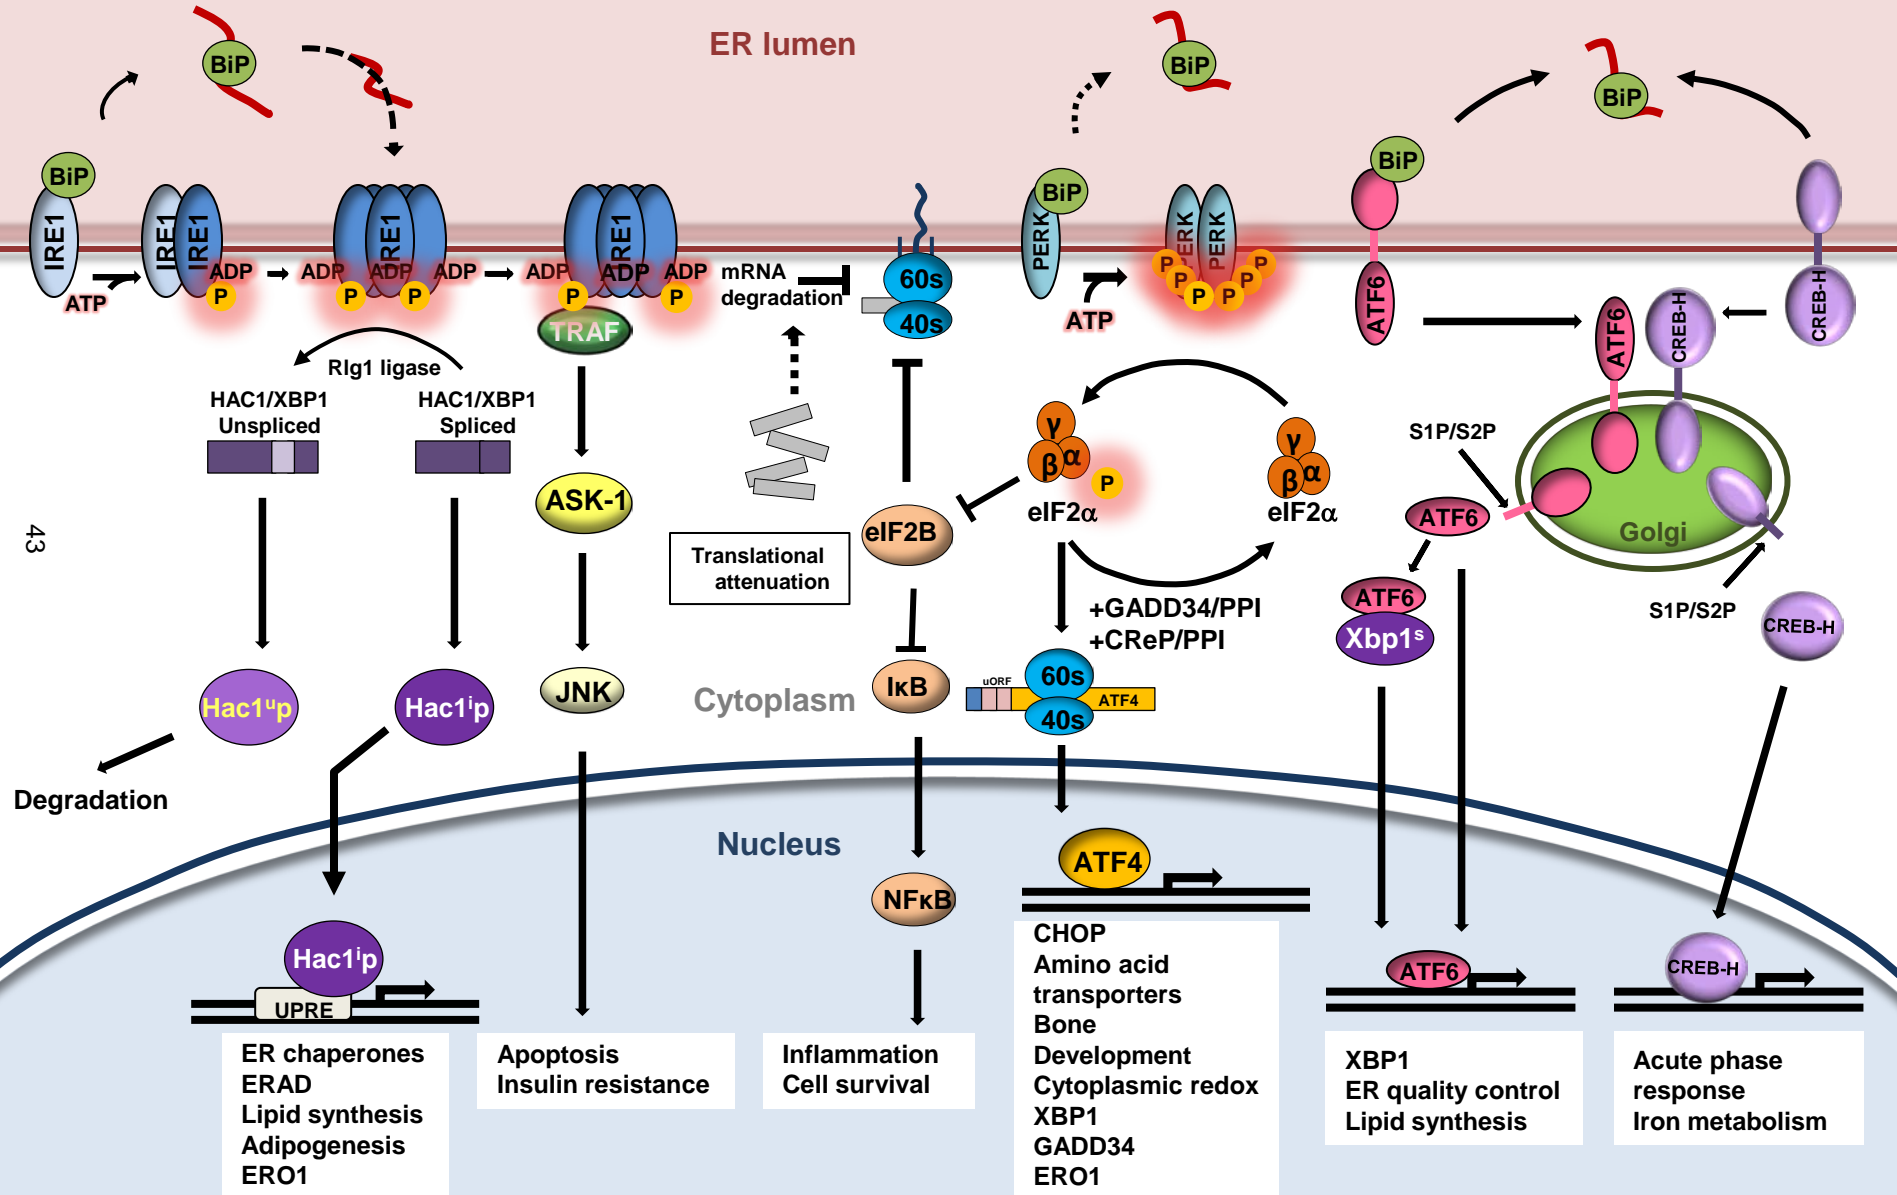 ER lumen
BiP
BiP
BiP
BiP
BiP
BiP
BiP
IRE1
IRE1
IRE1
IRE1
IRE1
PERK
PERK
PERK
ATP
ADP
P
ADP
ADP
ADP
P
P
ADP
ADP
ADP
P
P
TRAF
mRNA
degradation
60s
40s
ATP
P
P
P
P
P
P
ATF6
CREB-H
ATF6
CREB-H
Rlg1 ligase
HAC1/XBP1
Unspliced
HAC1/XBP1
Spliced
ASK-1
Translational
attenuation
eIF2B
γ
β
α
P
eIF2α
γ
β
α
eIF2α
+GADD34/PPI
+CReP/PPI
S1P/S2P
Golgi
ATF6
ATF6
Xbp1s
S1P/S2P
CREB-H
43
Hac1up
Hac1ip
JNK
Cytoplasm
IκB
uORF
60s
40s
ATF4
Degradation
Nucleus
NFκB
ATF4
Hac1ip
UPRE
ATF6
CREB-H
ER chaperones
ERAD
Lipid synthesis
Adipogenesis
ERO1
Apoptosis
Insulin resistance
Inflammation
Cell survival
CHOP
Amino acid
transporters
Bone
Development
Cytoplasmic redox
XBP1
GADD34
ERO1
XBP1
ER quality control
Lipid synthesis
Acute phase
response
Iron metabolism